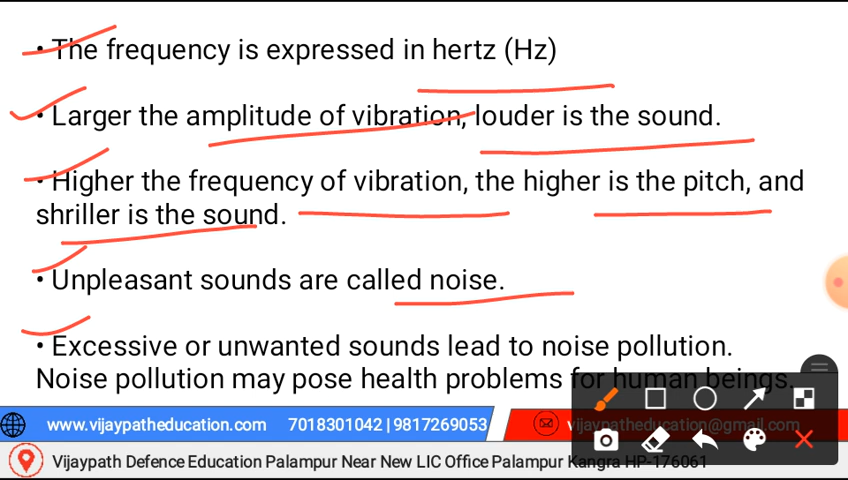 • The frequency is expressed in hertz (Hz)
• Larger the amplitude of vibration, louder is the sound.
• Higher the frequency of vibration, the higher is the pitch, and
shriller is the sound.
• Unpleasant sounds are called noise.
• Excessive or unwanted sounds lead to noise pollution.
Noise pollution may pose health problems for human beings.
www.vijaypatheducation.com 7018301042 | 9817269053 vijaypatheducation@gmail.com
Vijaypath Defence Education Palampur Near New LIC Office Palampur Kangra HP-176061